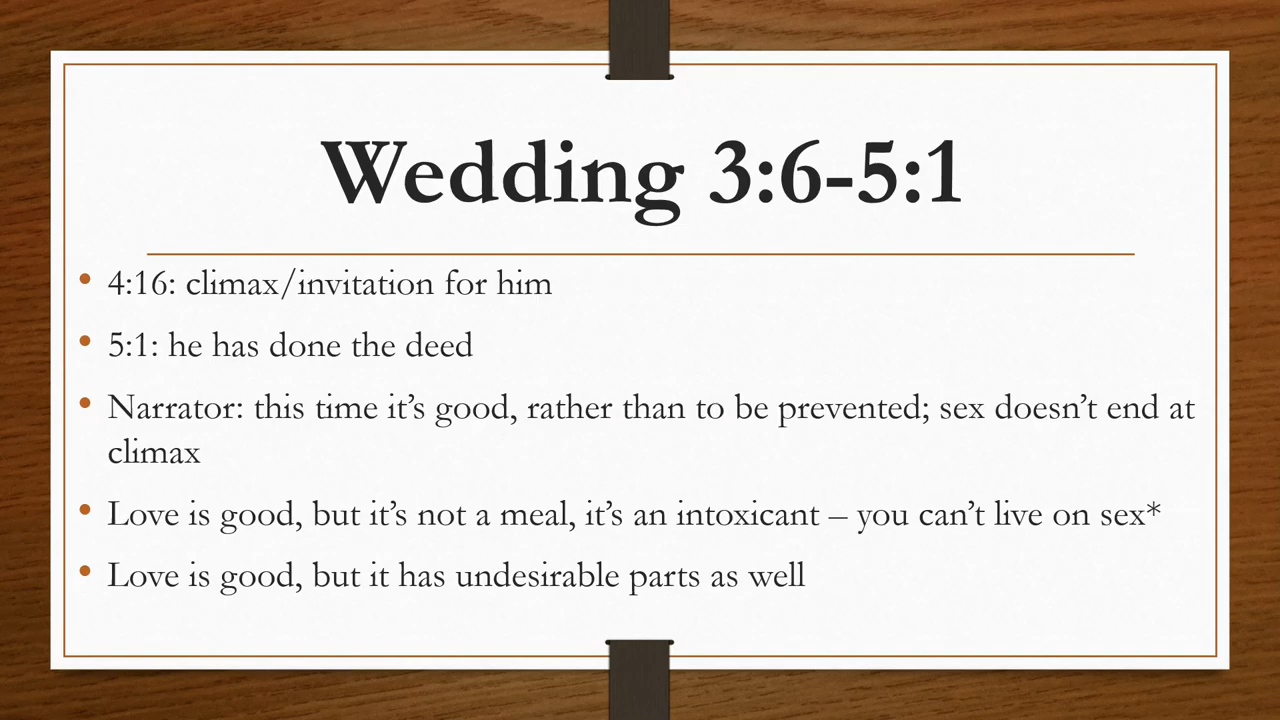 Wedding 3:6-5:1
• 4:16: climax/invitation for him
• 5:1: he has done the deed
• Narrator: this time it’s good, rather than to be prevented; sex doesn’t end at
climax
• Love is good, but it’s not a meal, it’s an intoxicant – you can’t live on sex*
• Love is good, but it has undesirable parts as well